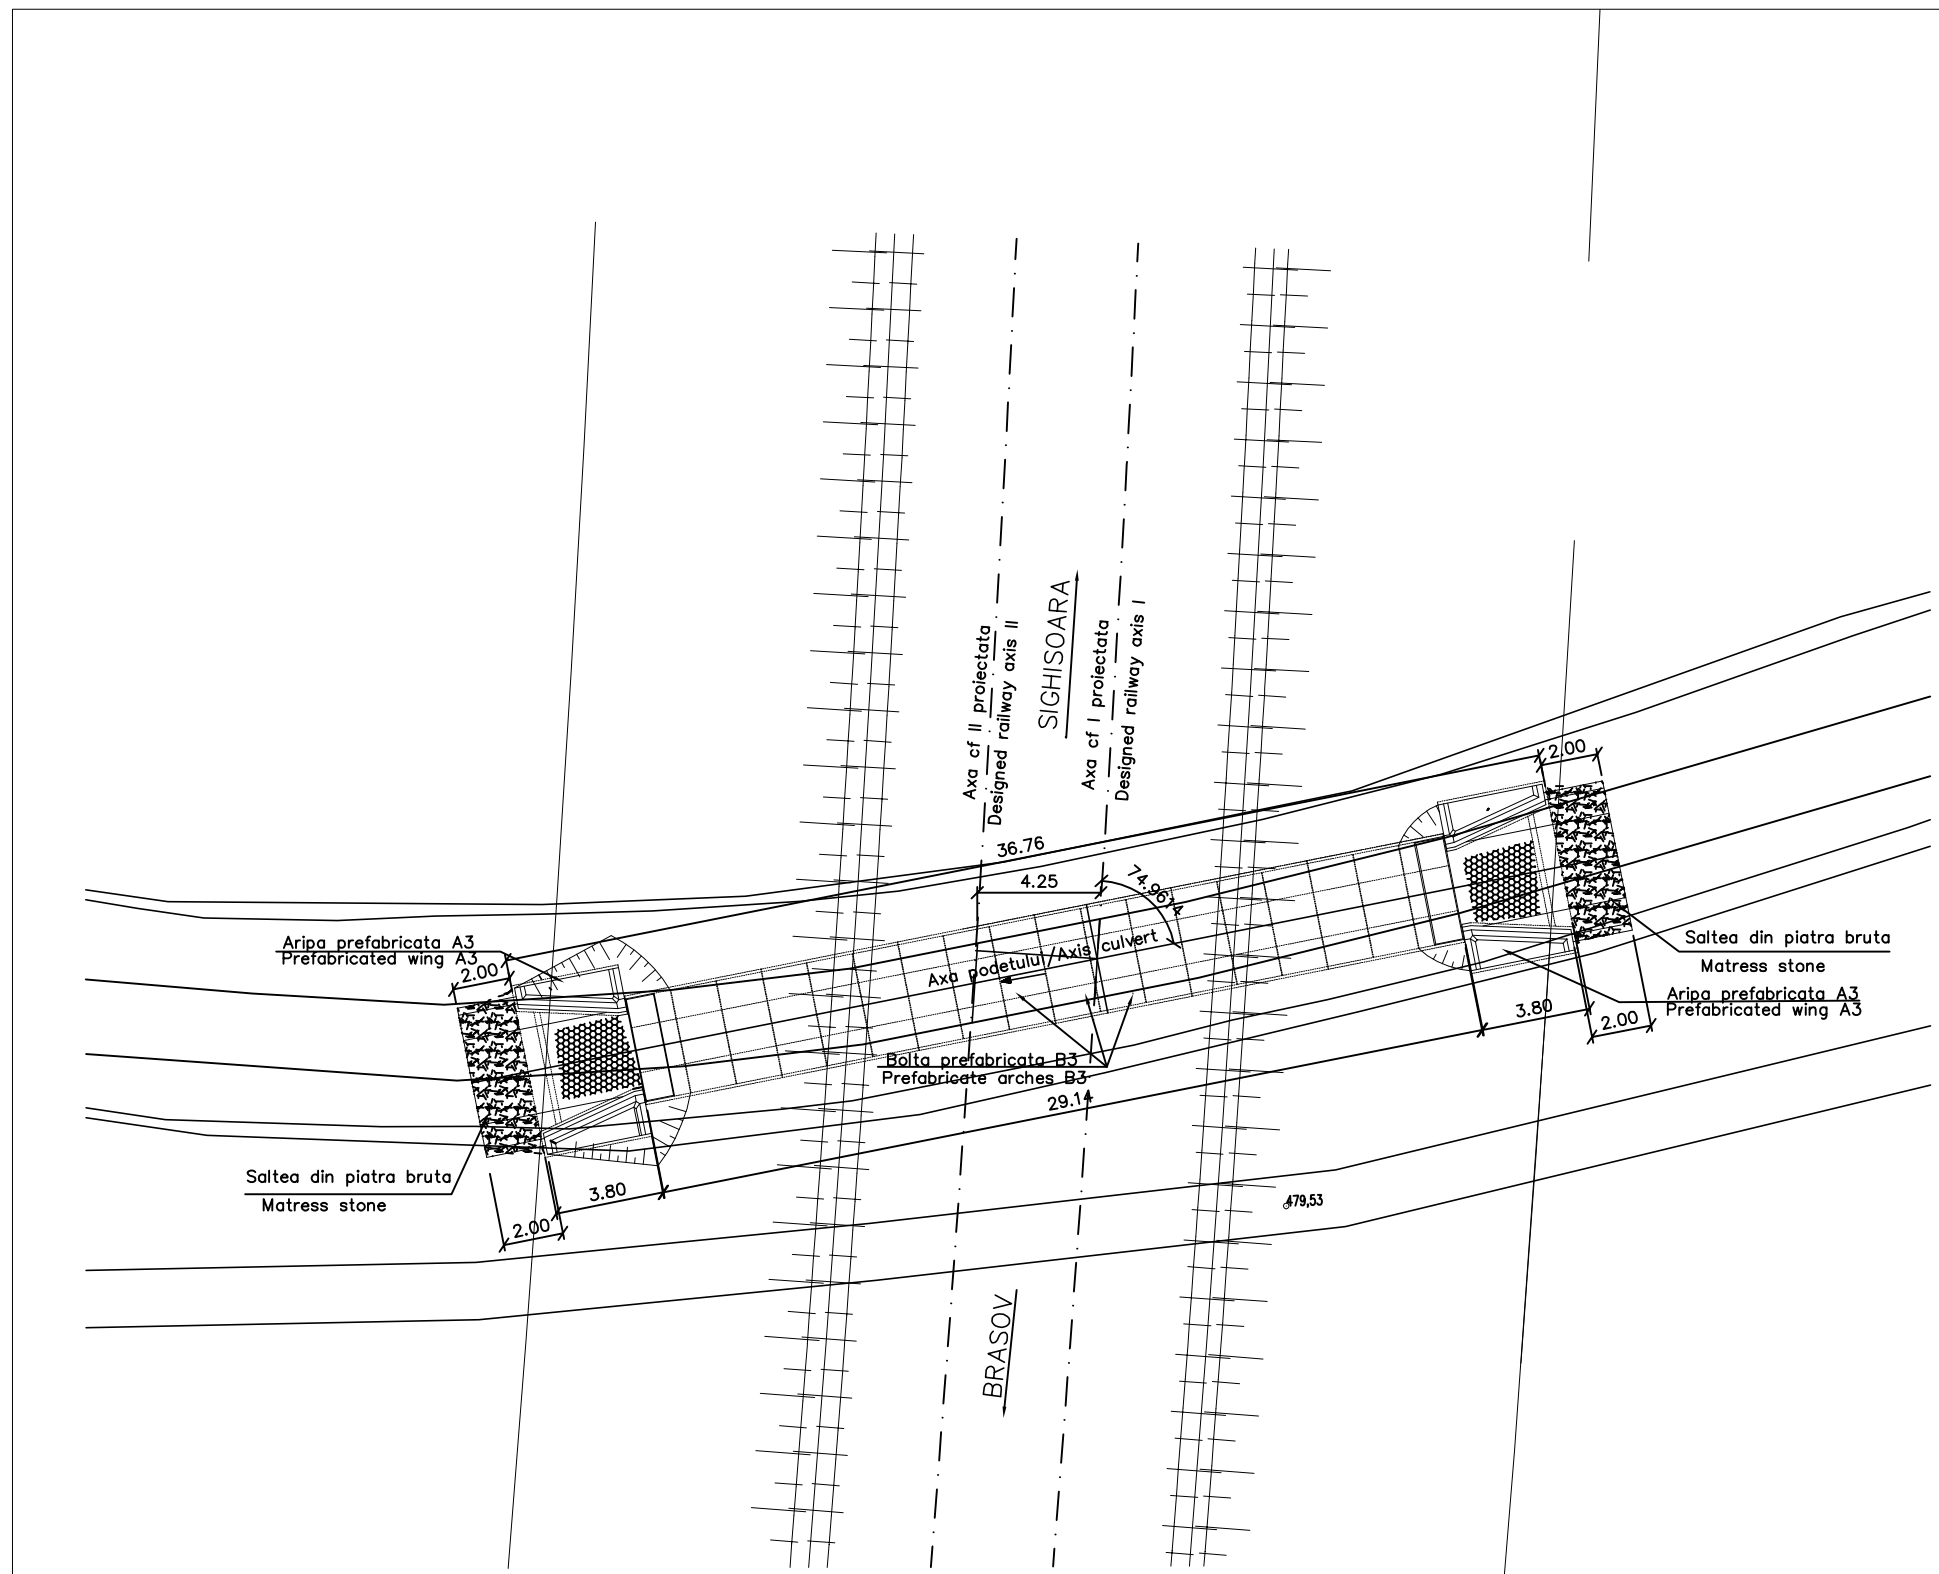 SIGHISOARA
Axa cf II proiectata
Designed railway axis II
Axa cf I proiectata
Designed railway axis I
2.00
36.76
4.25
74.9614
Axa podetului/Axis culvert
Aripa prefabricata A3
Prefabricated wing A3
2.00
Saltea din piatra bruta
Matress stone
Aripa prefabricata A3
Prefabricated wing A3
3.80
2.00
Bolta prefabricata B3
Prefabricate arches B3
29.14
Saltea din piatra bruta
Matress stone
3.80
2.00
479,53
BRASOV